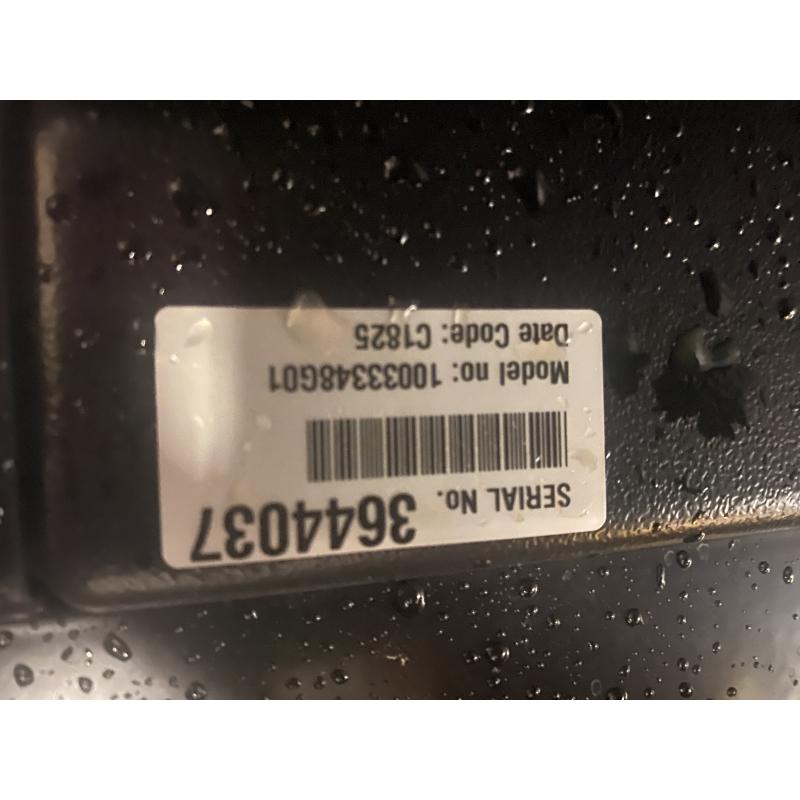 SERIAL No. 3644037
Model no: 10033348G01
Date Code: C1825